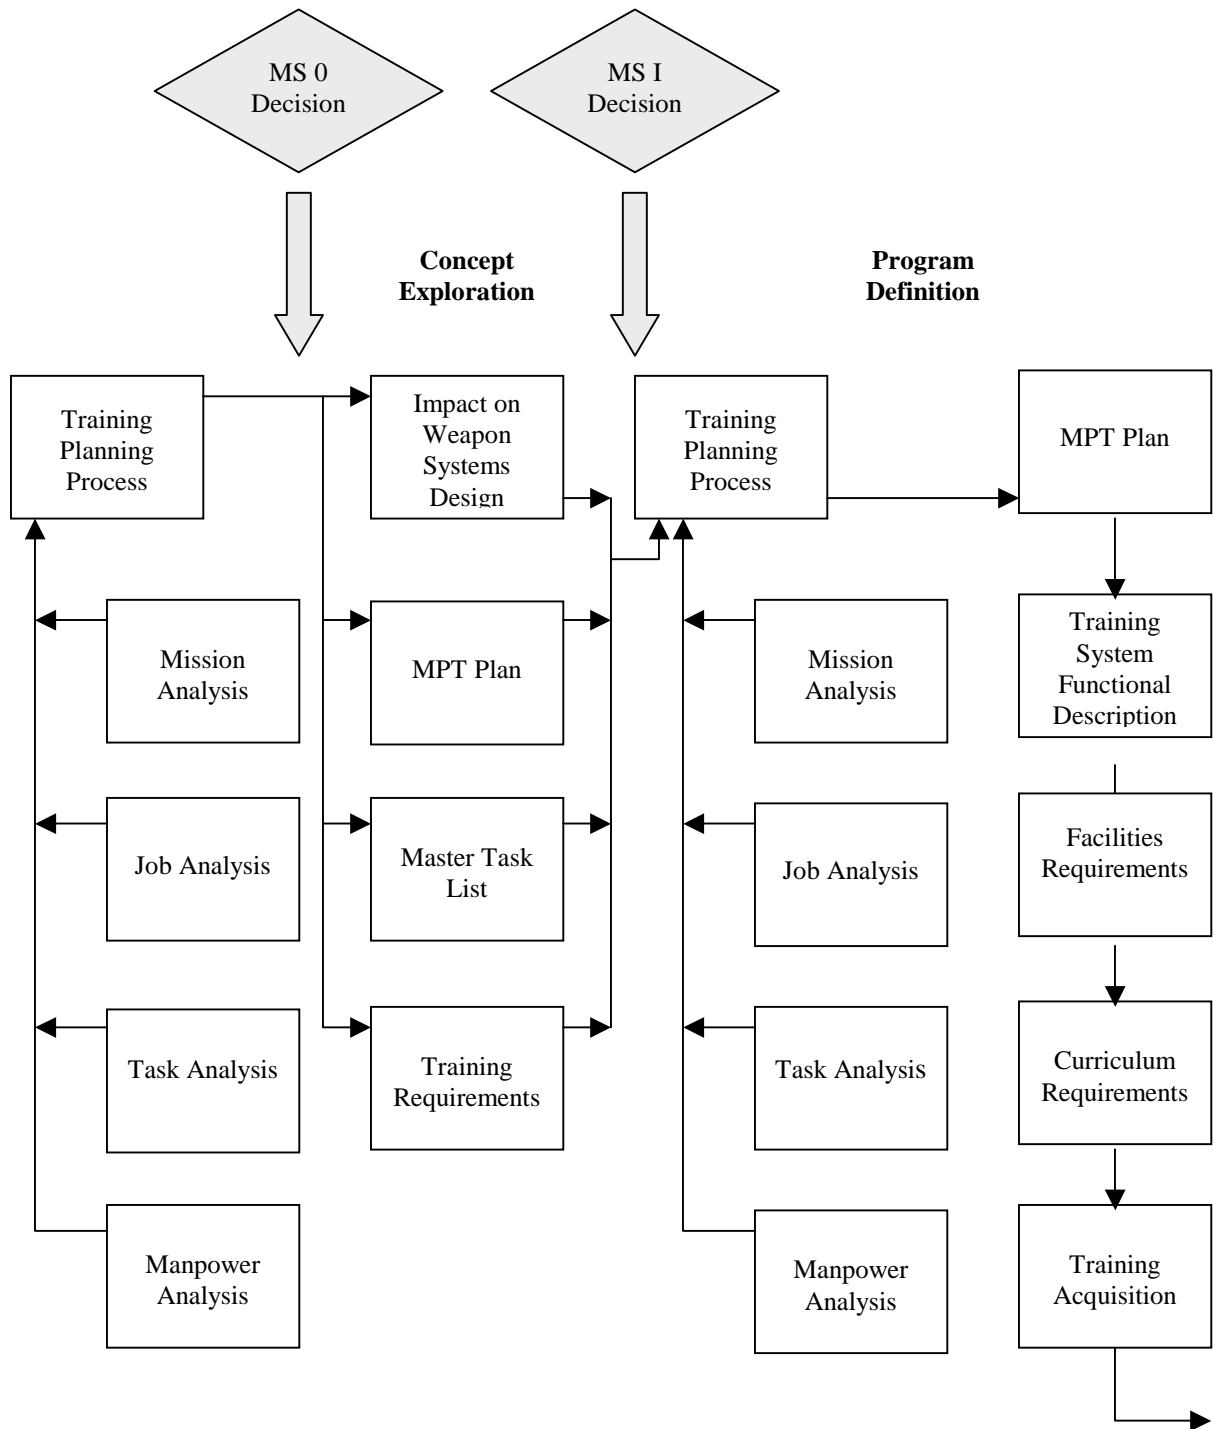 MS 0
Decision
MS I
Decision
Concept
Exploration
Program
Definition
Training
Planning
Process
Impact on
Weapon
Systems
Design
Training
Planning
Process
MPT Plan
Mission
Analysis
MPT Plan
Mission
Analysis
Training
System
Functional
Description
Job Analysis
Master Task
List
Job Analysis
Facilities
Requirements
Task Analysis
Training
Requirements
Task Analysis
Curriculum
Requirements
Manpower
Analysis
Manpower
Analysis
Training
Acquisition